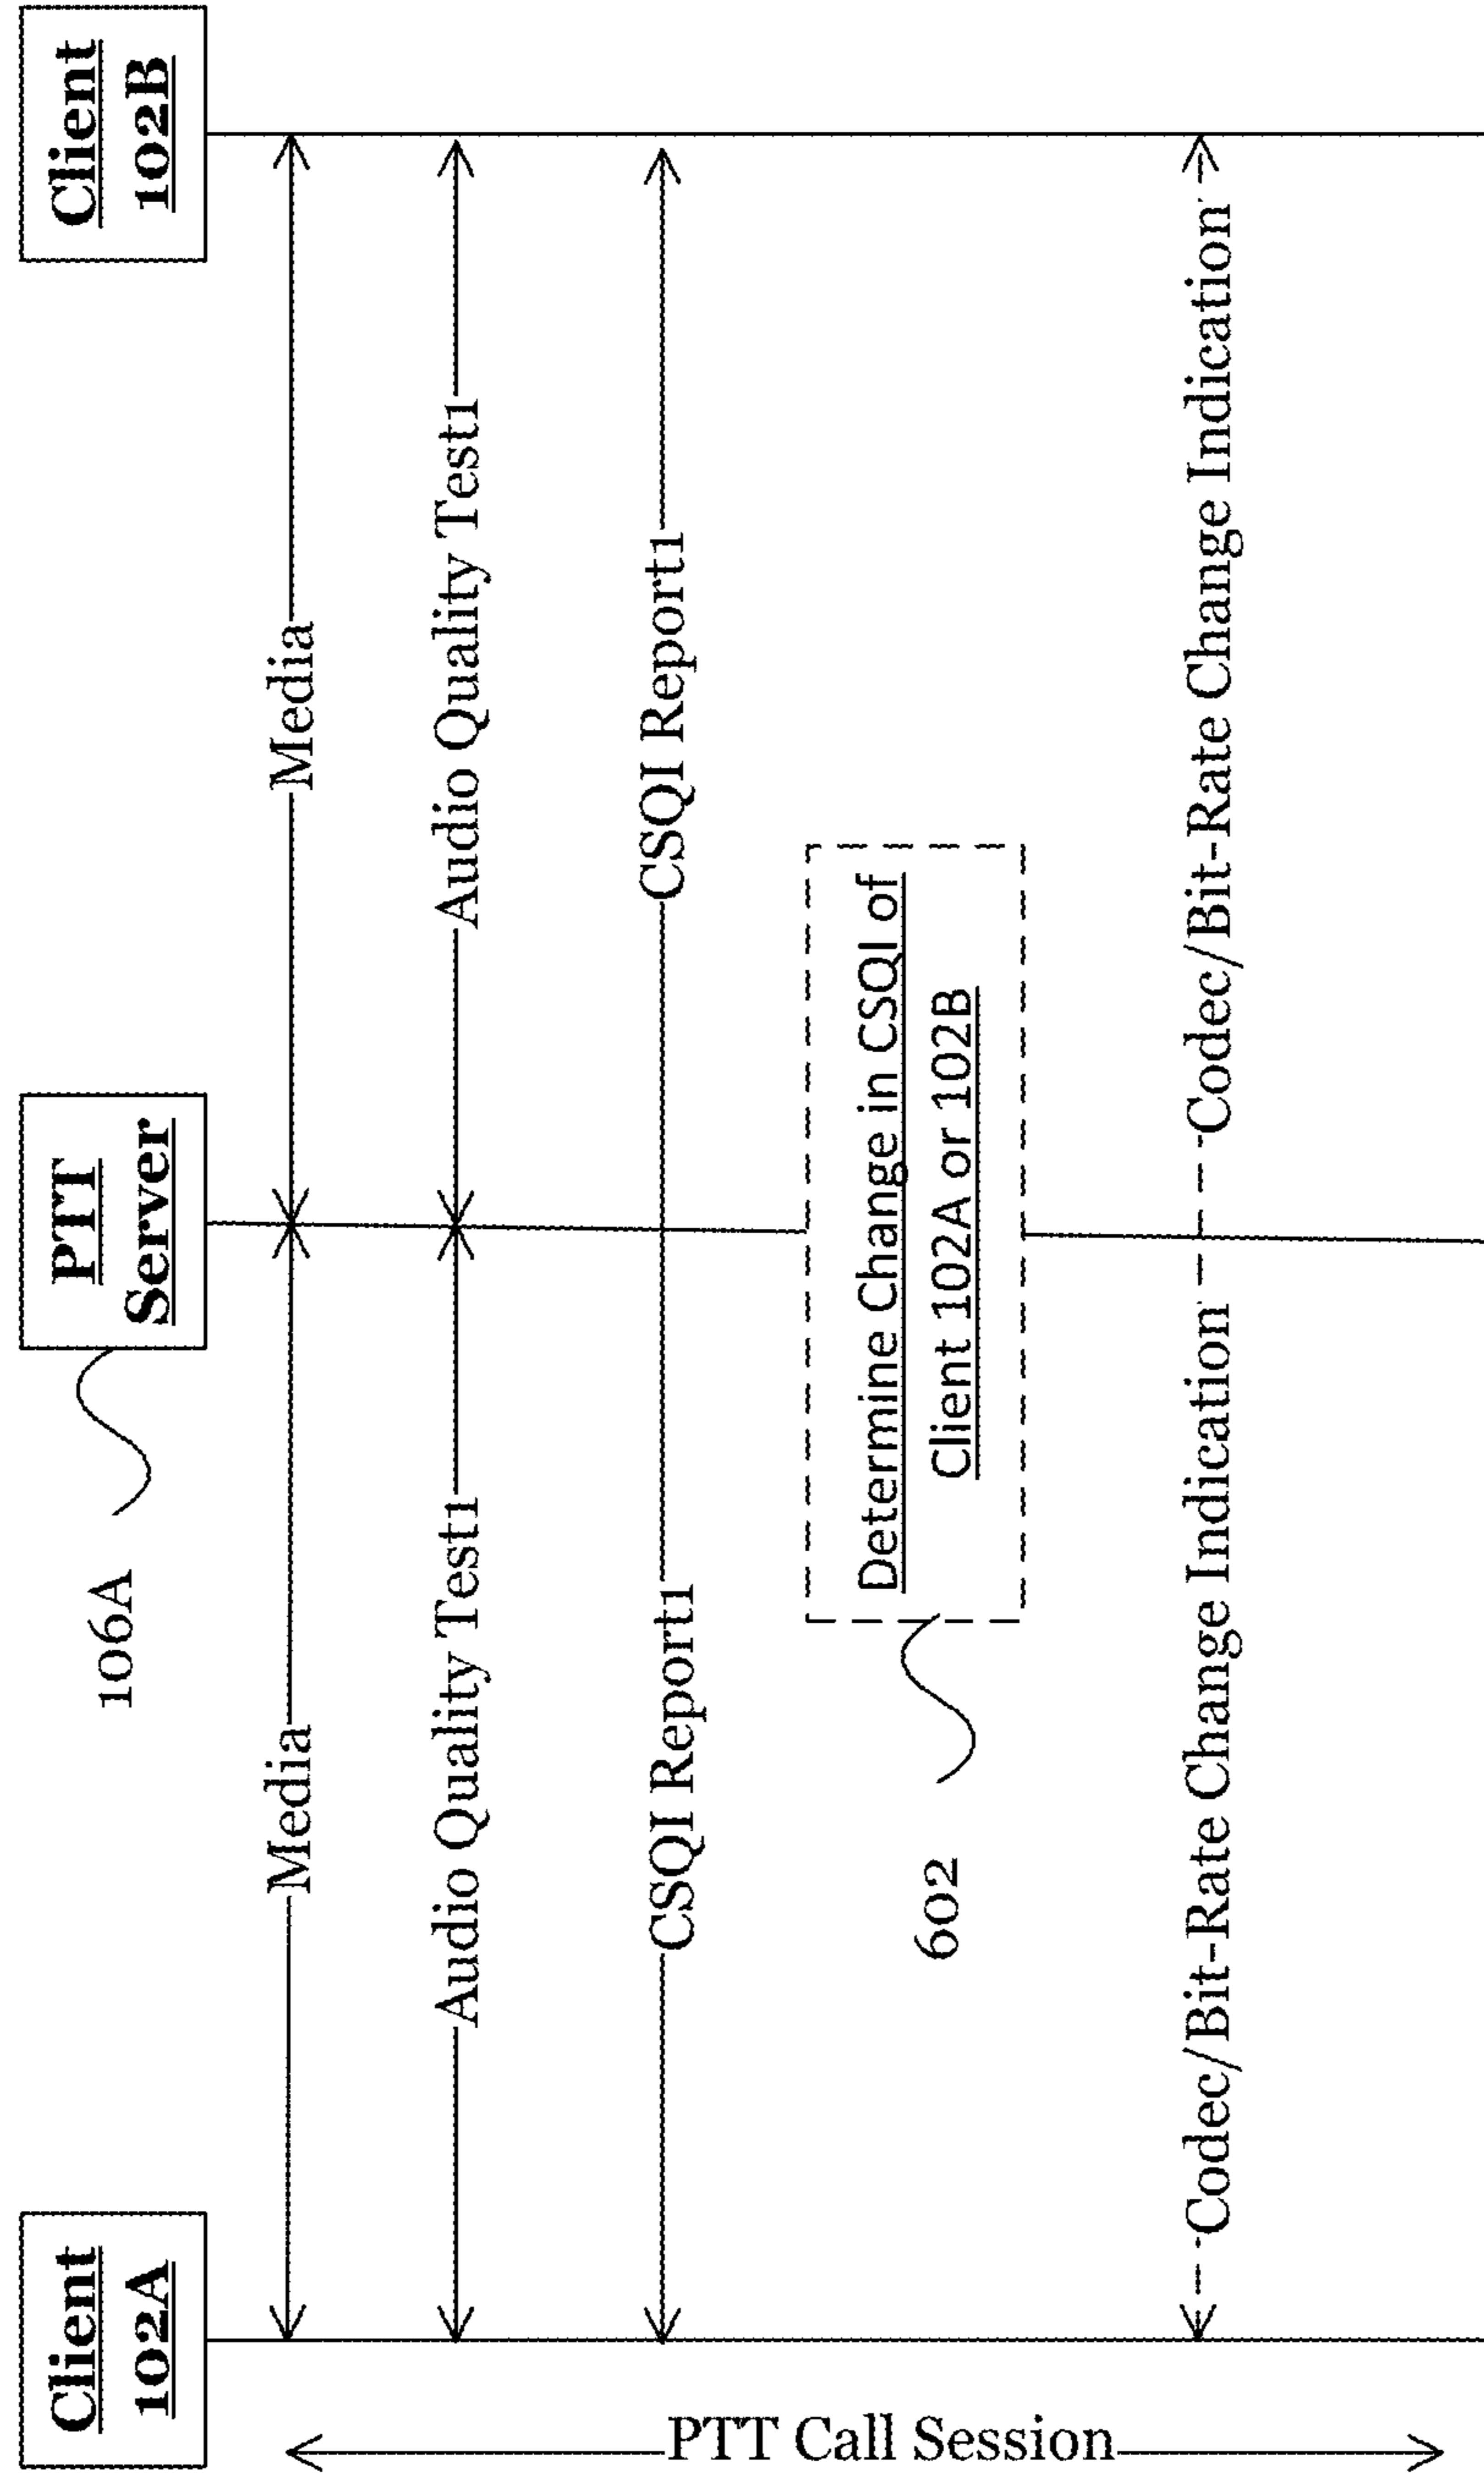 Client
102A
PTT
Server
Client
102B
106A
Media
Media
Audio Quality Test1
Audio Quality Test1
CSQI Report1
CSQI Report1
Determine Change in CSQI of
Client 102A or 102B
602
Codec/Bit-Rate Change Indication
Codec/Bit-Rate Change Indication
PTT Call Session